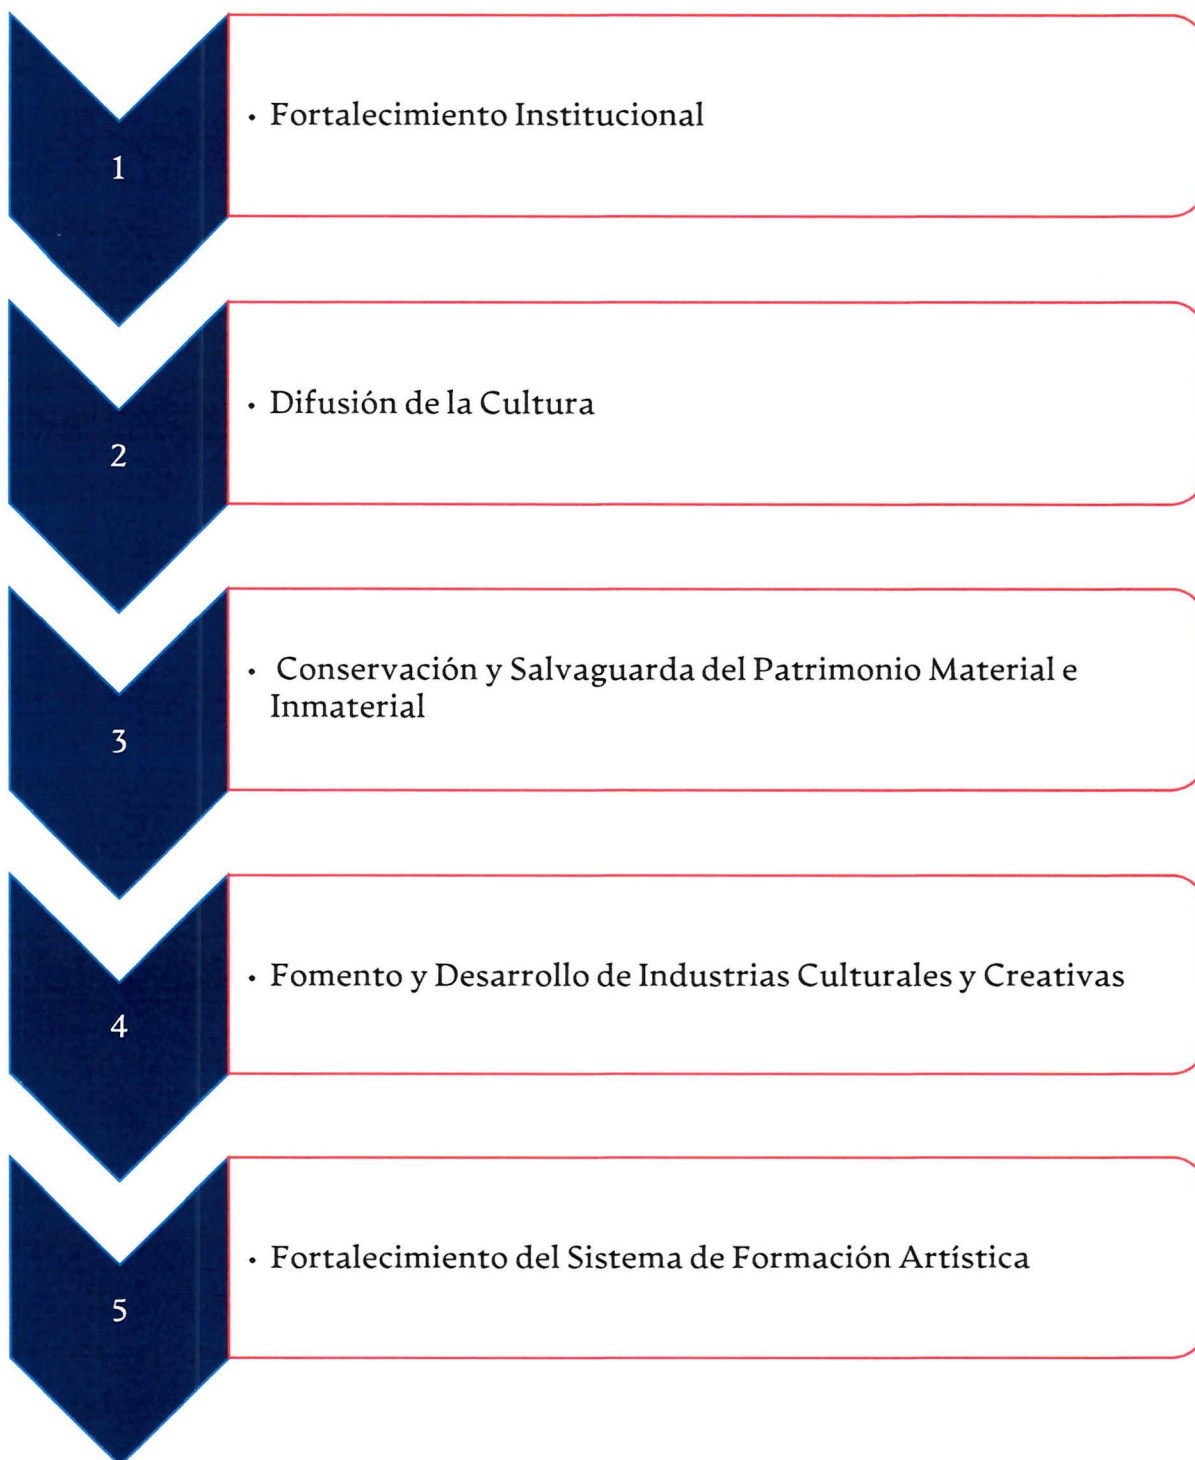 1
• Fortalecimiento Institucional
2
• Difusión de la Cultura
3
• Conservación y Salvaguarda del Patrimonio Material e
Inmaterial
4
• Fomento y Desarrollo de Industrias Culturales y Creativas
5
• Fortalecimiento del Sistema de Formación Artística